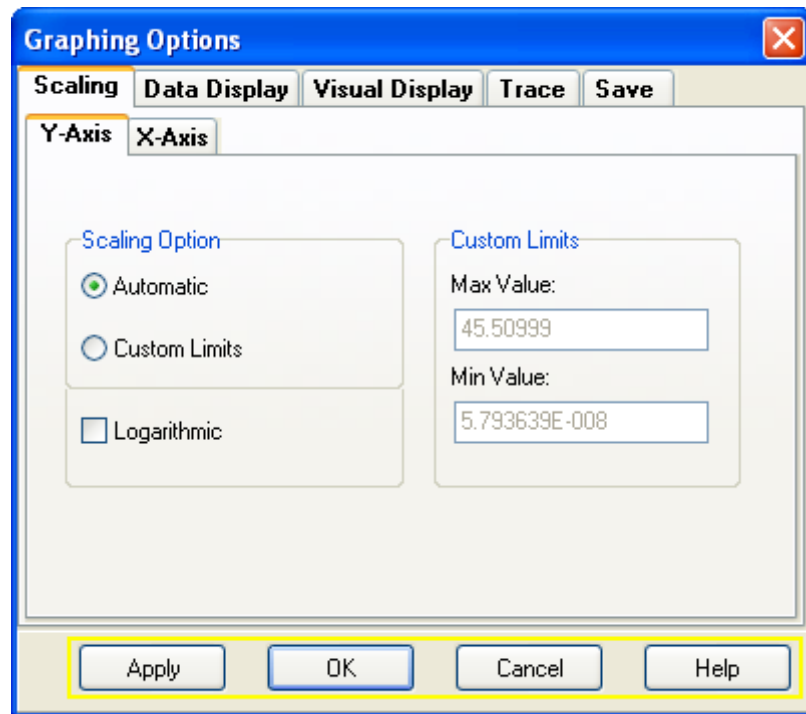 Graphing Options
Scaling Data Display Visual Display Trace Save
Y-Axis X-Axis
Scaling Option
Automatic
Custom Limits
Logarithmic
Custom Limits
Max Value:
45.50999
Min Value:
5.793639E-008
Apply OK Cancel Help